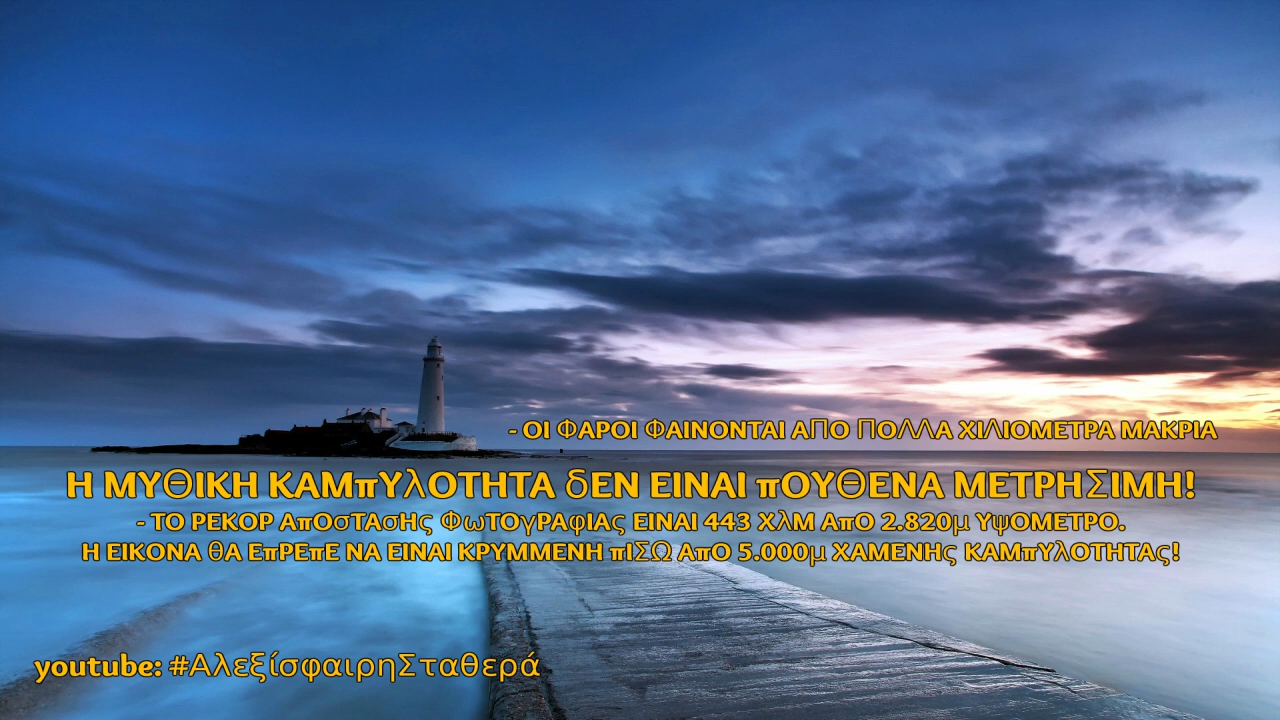 - ΟΙ ΦΑΡΟΙ ΦΑΙΝΟΝΤΑΙ ΑΠΟ ΠΟΛΛΑ ΧΙΛΙΟΜΕΤΡΑ ΜΑΚΡΙΑ
Η ΜΥΘΙΚΗ ΚΑΜπΥλΟΤΗΤΑ δΕΝ ΕΙΝΑΙ πΟΥΘΕΝΑ ΜΕΤΡΗΣΙΜΗ!
- ΤΟ ΡΕΚΟΡ ΑπΟσΤΑσΗς ΦωΤΟγΡΑφΙΑς ΕΙΝΑΙ 443 ΧλΜ ΑπΟ 2.820μ ΥψΟΜΕΤΡΟ.
Η ΕΙΚΟΝΑ θΑ ΕπΡΕπΕ ΝΑ ΕΙΝΑΙ ΚΡΥΜΜΕΝΗ πΙΣΩ ΑπΟ 5.000μ ΧΑΜΕΝΗς ΚΑΜπΥλΟΤΗΤΑς!
youtube: #ΑλεξίσφαιρηΣταθερά